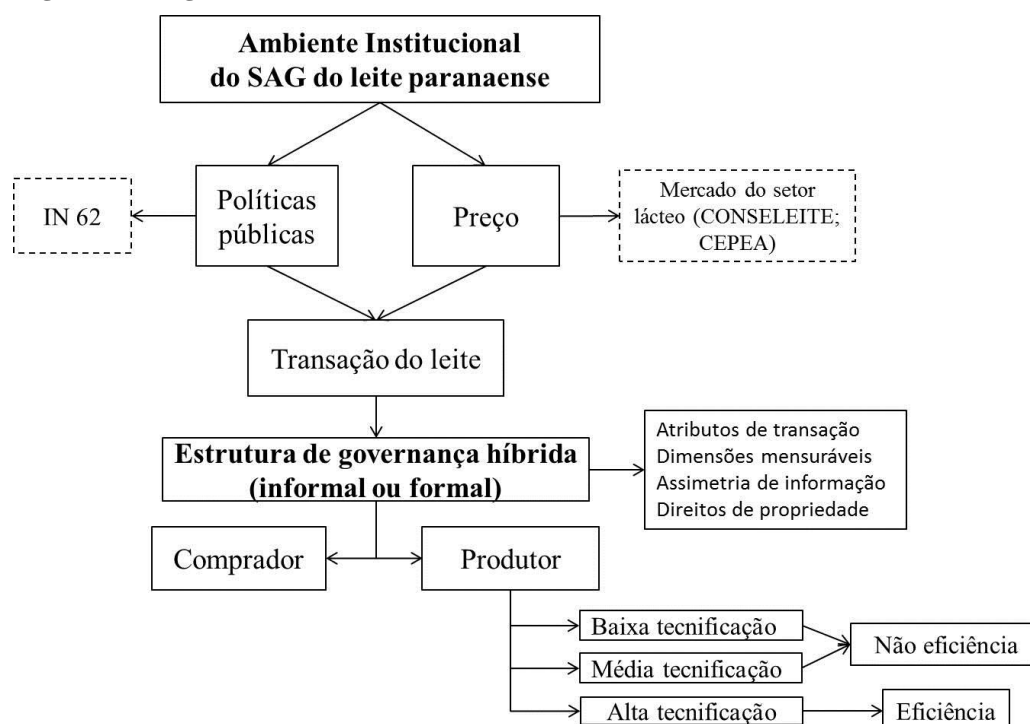 Ambiente Institucional
do SAG do leite paranaense
IN 62
Políticas
públicas
Preço
Mercado do setor
lácteo (CONSELEITE;
CEPEA)
Transação do leite
Estrutura de governança híbrida
(informal ou formal)
Atributos de transação
Dimensões mensuráveis
Assimetria de informação
Direitos de propriedade
Comprador
Produtor
Baixa tecnificação
Média tecnificação
Não eficiência
Alta tecnificação
Eficiência